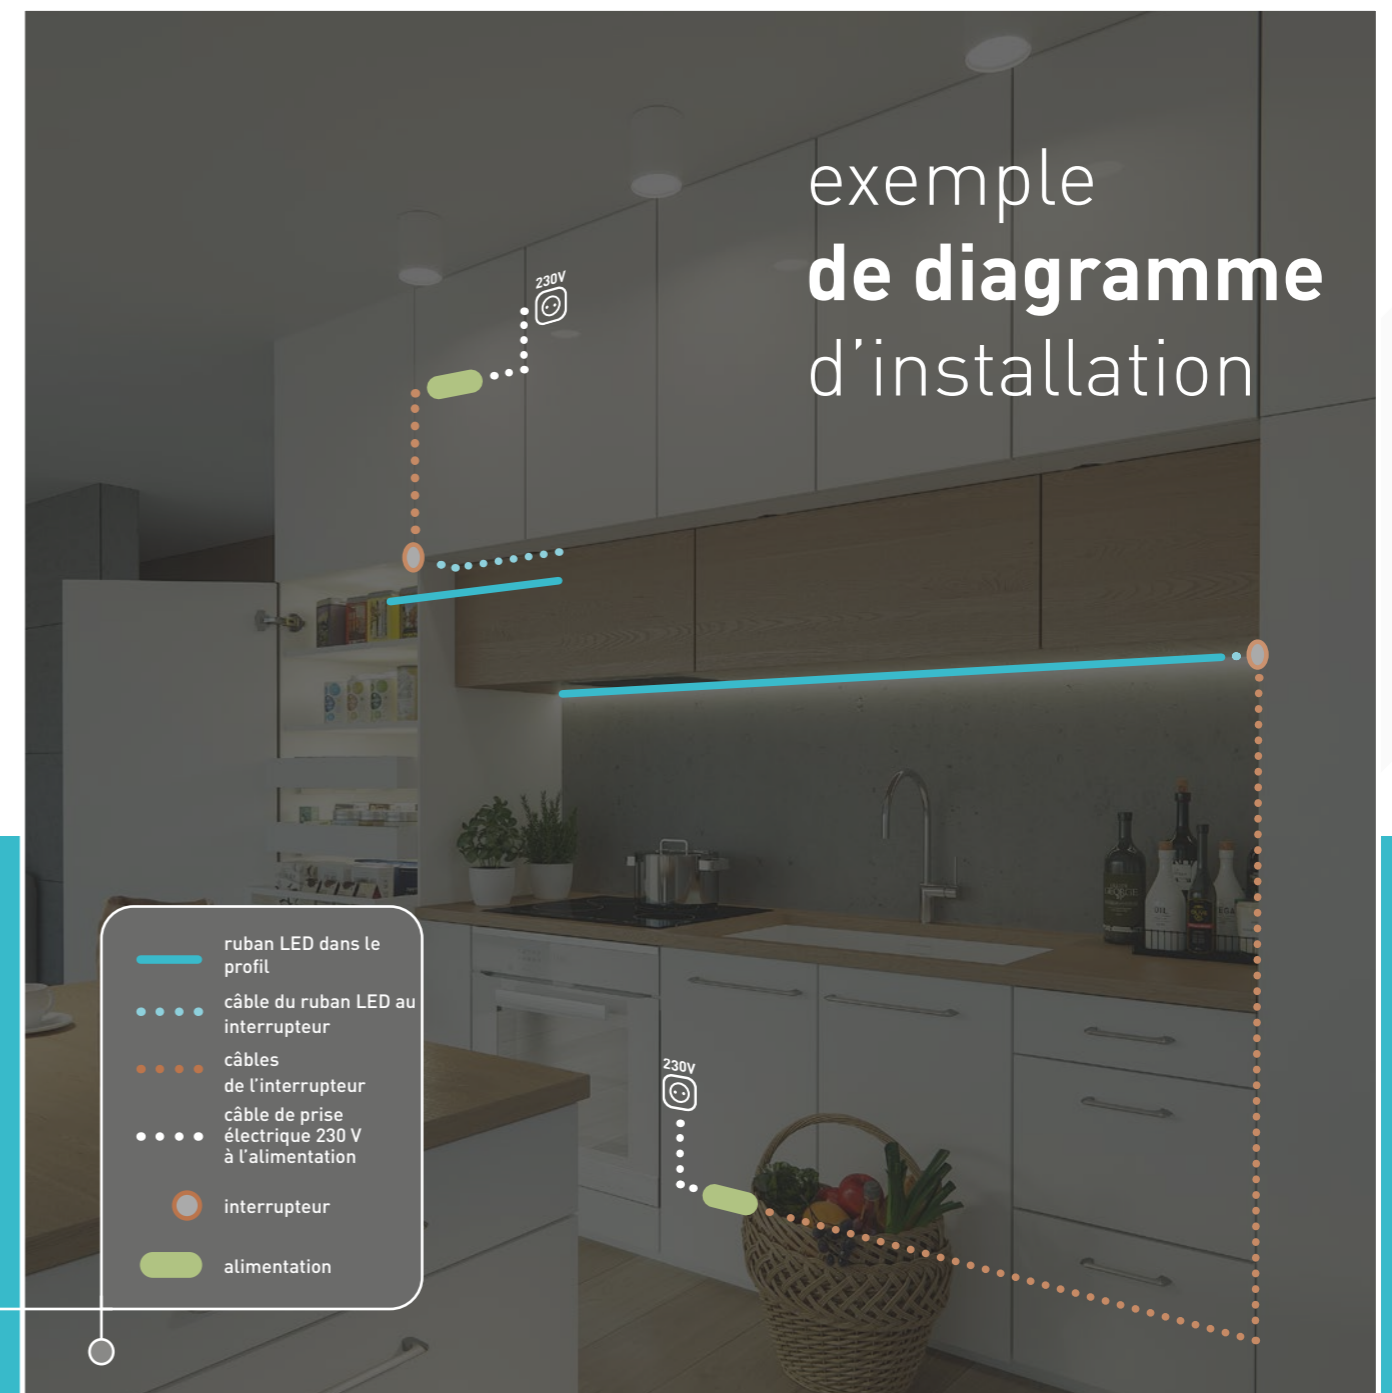 exemple
de diagramme
d'installation
230V
230V
ruban LED dans le
profil
câble du ruban LED au
interrupteur
câbles
de l'interrupteur
câble de prise
électrique 230 V
à l'alimentation
interrupteur
alimentation